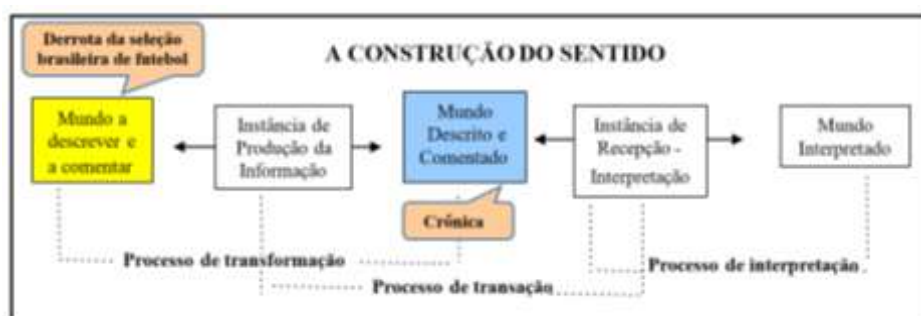 Derrota da seleção
brasileira de futebol
A CONSTRUÇÃO DO SENTIDO
Mundo a
descrever e
a comentar
Instância de
Produção da
Informação
Mundo
Descrito e
Comentado
Instância de
Recepção -
Interpretação
Mundo
Interpretado
Crônica
Processo de transformação
Processo de interpretação
Processo de transação